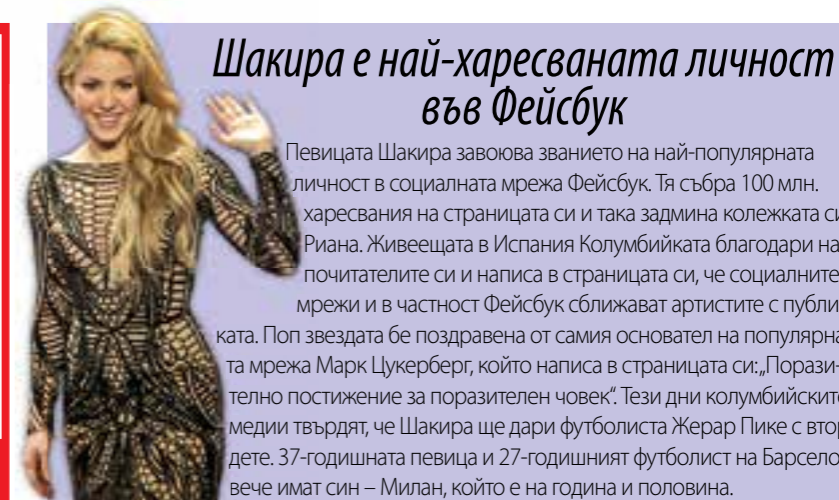 Шакира е най-харесваната личност
във Фейсбук
Певицата Шакира завоюва званието на най-популярната
личност в социалната мрежа Фейсбук. Тя събра 100 млн.
харесвания на страницата си и така задмина колежката си
Риана. Живеещата в Испания Колумбийката благодари на
почитателите си и написа в страницата си, че социалните
мрежи и в частност Фейсбук сближават артистите с публи-
ката. Поп звездата бе поздравена от самия основател на популярна-
та мрежа Марк Цукерберг, който написа в страницата си: „Порази-
телно постижение за поразителен човек“. Тези дни колумбийските
медии твърдят, че Шакира ще дари футболиста Жерар Пике с втор
дете. 37-годишната певица и 27-годишният футболист на Барсело
вече имат син – Милан, който е на година и половина.